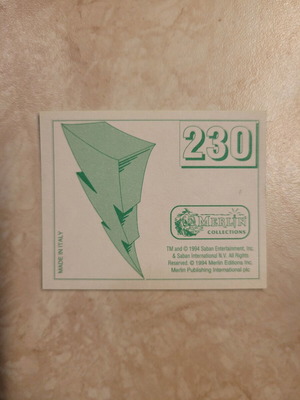 230
MERLIN
COLLECTIONS
TM and © 1994 Saban Entertainment, Inc.
& Saban International N.V. All Rights
Reserved. © 1994 Merlin Editions Inc.
Merlin Publishing International plc
MADE IN ITALY